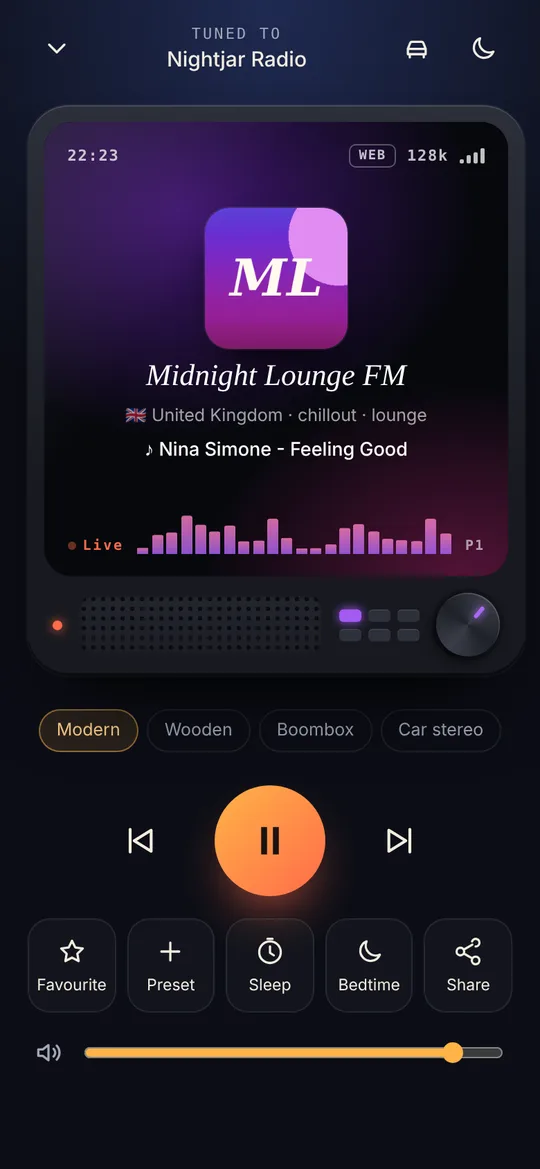 TUNED TO
Nightjar Radio
22:23
WEB 128k
ML
Midnight Lounge FM
🇬🇧 United Kingdom · chillout · lounge
♪ Nina Simone - Feeling Good
Live
P1
Modern Wooden Boombox Car stereo
Favourite Preset Sleep Bedtime Share